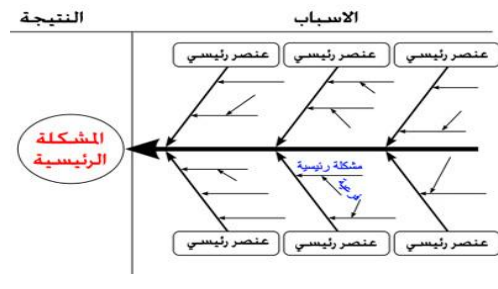 الاسباب
النتيجة
عنصر رئيسي
عنصر رئيسي
عنصر رئيسي
المشكلة
الرئيسية
مشكلة رئيسية
عنصر رئيسي
عنصر رئيسي
عنصر رئيسي